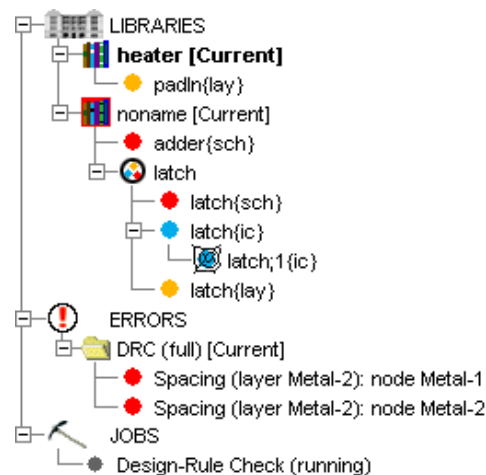 LIBRARIES
heater [Current]
padIn{lay}
noname [Current]
adder{sch}
latch
latch{sch}
latch{ic}
latch;1{ic}
latch{lay}
ERRORS
DRC (full) [Current]
Spacing (layer Metal-2): node Metal-1
Spacing (layer Metal-2): node Metal-2
JOBS
Design-Rule Check (running)